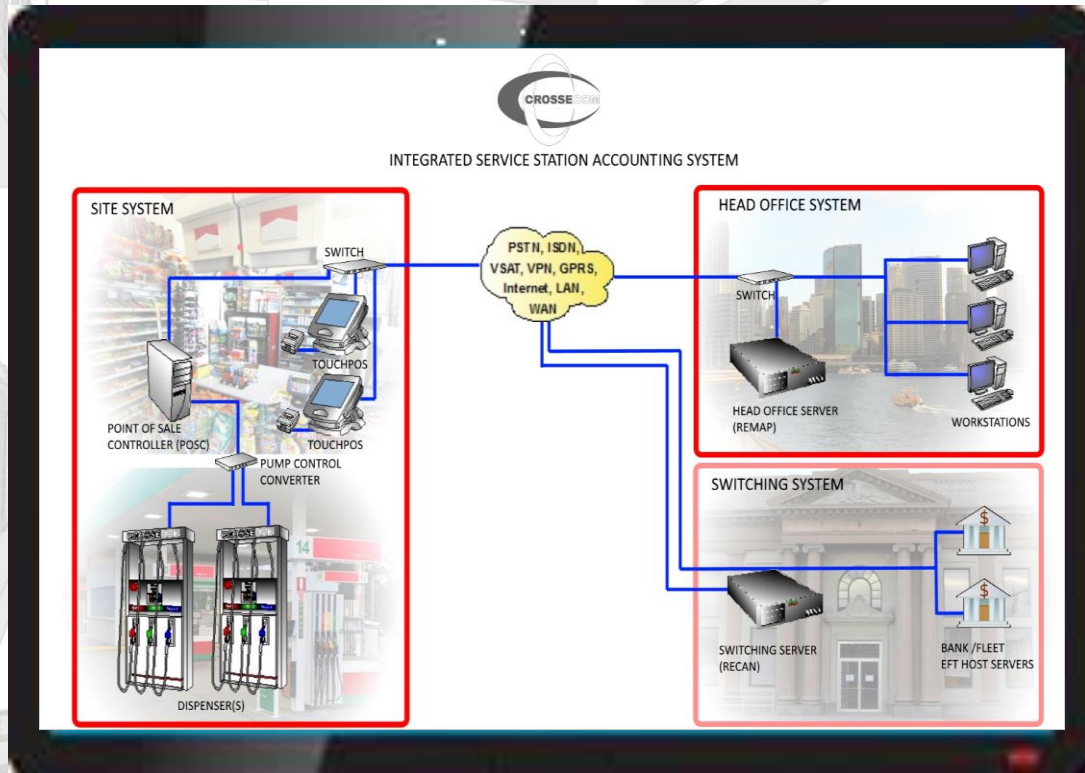 CROSSECOM
INTEGRATED SERVICE STATION ACCOUNTING SYSTEM
SITE SYSTEM
SWITCH
TOUCHPOS
TOUCHPOS
POINT OF SALE
CONTROLLER (POSC)
PUMP CONTROL
CONVERTER
14
DISPENSER(S)
PSTN, ISDN,
VSAT, VPN, GPRS,
Internet, LAN,
WAN
HEAD OFFICE SYSTEM
SWITCH
HEAD OFFICE SERVER
(REMAP)
WORKSTATIONS
SWITCHING SYSTEM
$
$
SWITCHING SERVER
(RECAN)
BANK /FLEET
EFT HOST SERVERS